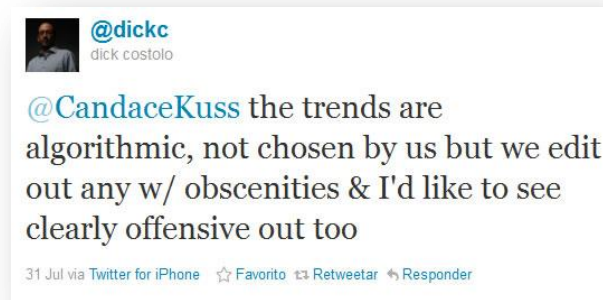 @dickc
dick costolo
@CandaceKuss the trends are
algorithmic, not chosen by us but we edit
out any w/ obscenities & I'd like to see
clearly offensive out too
31 Jul via Twitter for iPhone Favorito Retweetar Responder